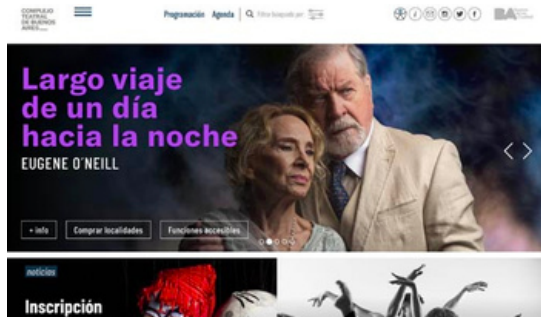 COMPLEJO
TEATRAL
DE BUENOS
AIRES
Programación Agenda
BA
Largo viaje
de un día
hacia la noche
EUGENE O'NEILL
+ info Comprar localidades Funciones accesibles
noticias
Inscripción